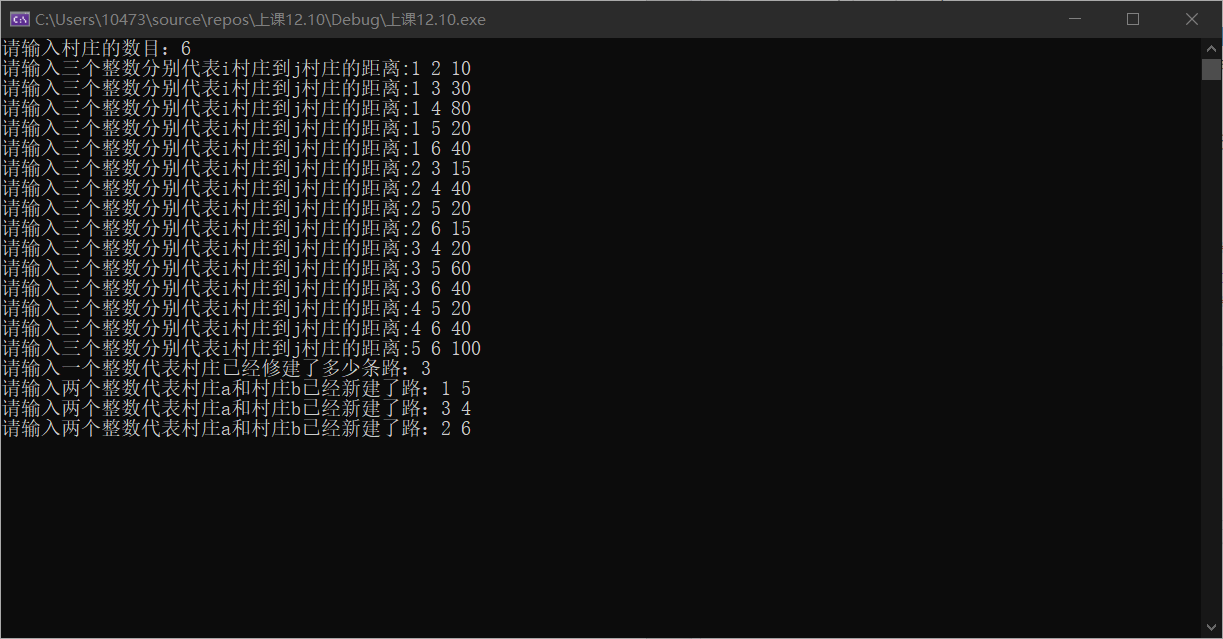 C:\Users\10473\source\repos\上课12.10\Debug\上课12.10.exe
请输入村庄的数目：6
请输入三个整数分别代表i村庄到j村庄的距离:1 2 10
请输入三个整数分别代表i村庄到j村庄的距离:1 3 30
请输入三个整数分别代表i村庄到j村庄的距离:1 4 80
请输入三个整数分别代表i村庄到j村庄的距离:1 5 20
请输入三个整数分别代表i村庄到j村庄的距离:1 6 40
请输入三个整数分别代表i村庄到j村庄的距离:2 3 15
请输入三个整数分别代表i村庄到j村庄的距离:2 4 40
请输入三个整数分别代表i村庄到j村庄的距离:2 5 20
请输入三个整数分别代表i村庄到j村庄的距离:2 6 15
请输入三个整数分别代表i村庄到j村庄的距离:3 4 20
请输入三个整数分别代表i村庄到j村庄的距离:3 5 60
请输入三个整数分别代表i村庄到j村庄的距离:3 6 40
请输入三个整数分别代表i村庄到j村庄的距离:4 5 20
请输入三个整数分别代表i村庄到j村庄的距离:4 6 40
请输入三个整数分别代表i村庄到j村庄的距离:5 6 100
请输入一个整数代表村庄已经修建了多少条路：3
请输入两个整数代表村庄a和村庄b已经新建了路：1 5
请输入两个整数代表村庄a和村庄b已经新建了路：3 4
请输入两个整数代表村庄a和村庄b已经新建了路：2 6